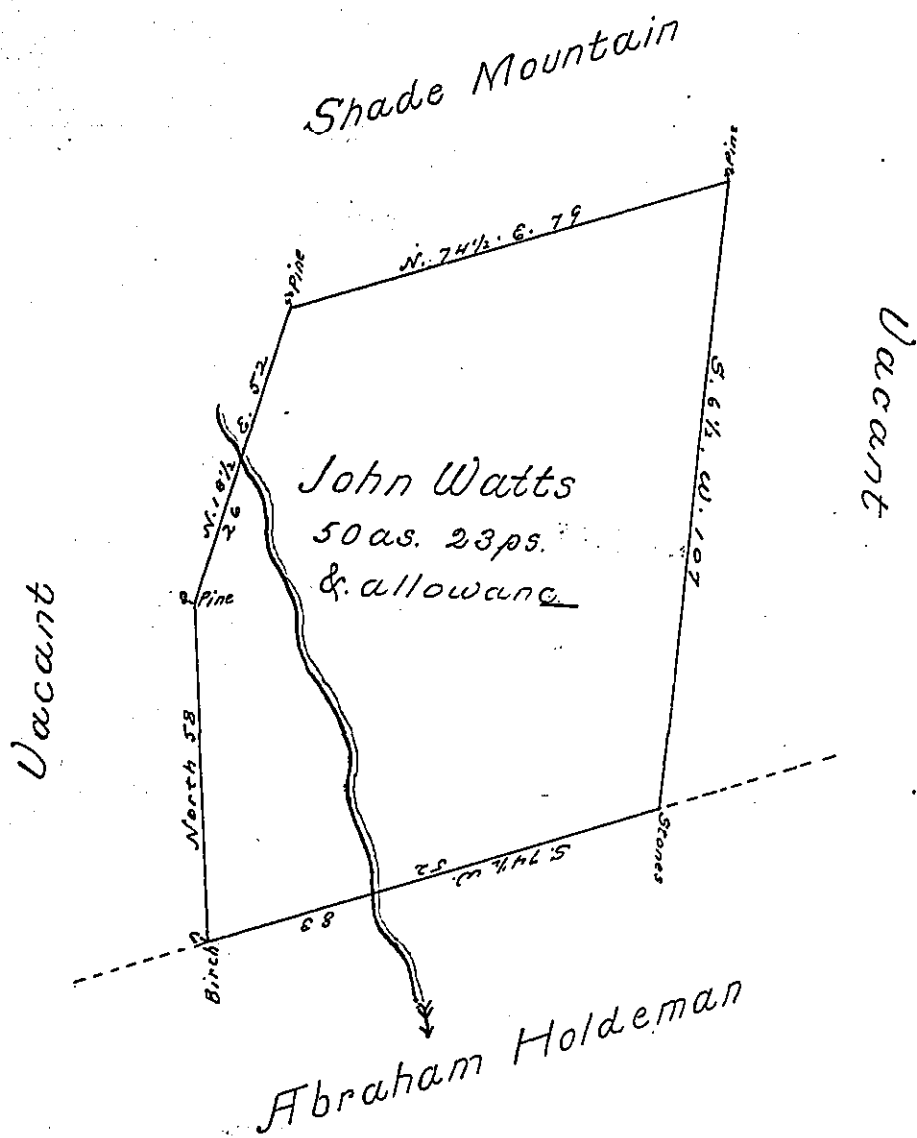 Shade Mountain
Pine
N. 74½. E. 79
Pine
N. 18½ E. 52
26
S. 6½. W. 107
Vacant
John Watts
50 as. 23 ps.
& allowanc
Pine
Vacant
North 58
S. 74½ W.
52
83
Stones
Birch
Abraham Holdeman